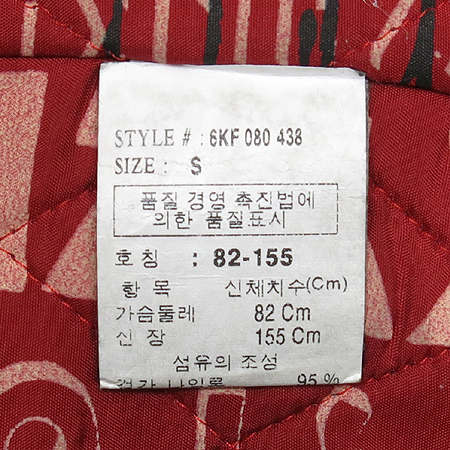 STYLE # : 6KF 080 438
SIZE : S
품질 경영 촉진법에
의한 품질표시
호칭 : 82-155
항 목 신체치수(Cm)
가슴둘레 82 Cm
신 장 155 Cm
섬유의 조성
95 %